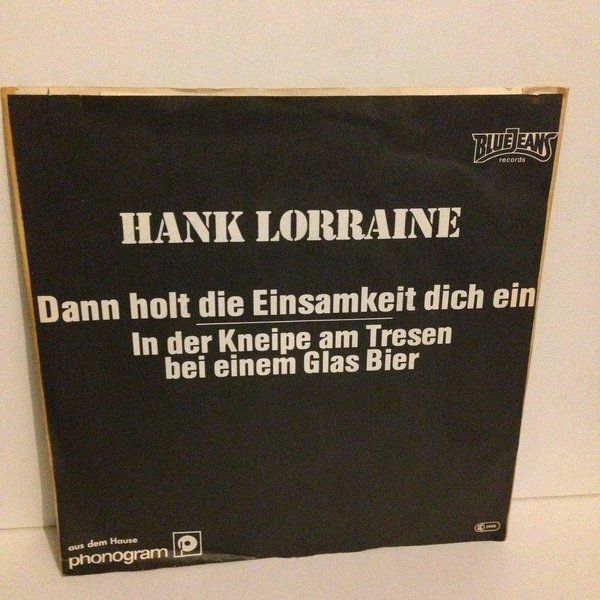 BLUE JEANS
records
HANK LORRAINE
Dann holt die Einsamkeit dich ein
In der Kneipe am Tresen
bei einem Glas Bier
aus dem Hause
phonogram